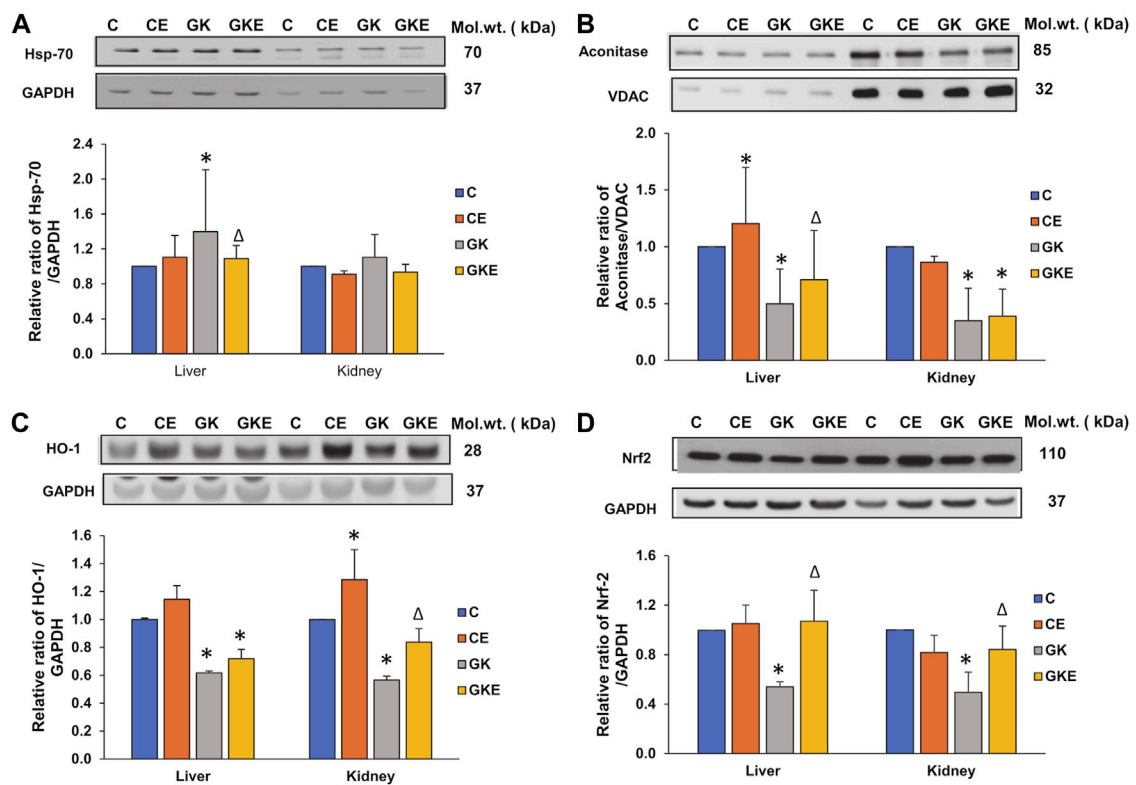 A
C CE GK GKE C CE GK GKE Mol.wt. ( kDa)
Hsp-70 70
GAPDH 37
Relative ratio of Hsp-70
/GAPDH
2.4
2.0
1.6
1.2
0.8
0.4
0.0
*
Δ
Liver Kidney
C
CE
GK
GKE
B
C CE GK GKE C CE GK GKE Mol.wt. ( kDa)
Aconitase 85
VDAC 32
Relative ratio of
Aconitase/VDAC
2.0
1.5
1.0
0.5
0.0
*
*
Δ
* *
Liver Kidney
C
CE
GK
GKE
C
C CE GK GKE C CE GK GKE Mol.wt. ( kDa)
HO-1 28
GAPDH 37
Relative ratio of HO-1/
GAPDH
1.6
1.4
1.2
1.0
0.8
0.6
0.4
0.2
0.0
* *
*
*
Δ
Liver Kidney
C
CE
GK
GKE
D
C CE GK GKE C CE GK GKE Mol.wt. ( kDa)
Nrf2 110
GAPDH 37
Relative ratio of Nrf-2
/GAPDH
1.6
1.2
0.8
0.4
0.0
*
Δ
*
Δ
Liver Kidney
C
CE
GK
GKE